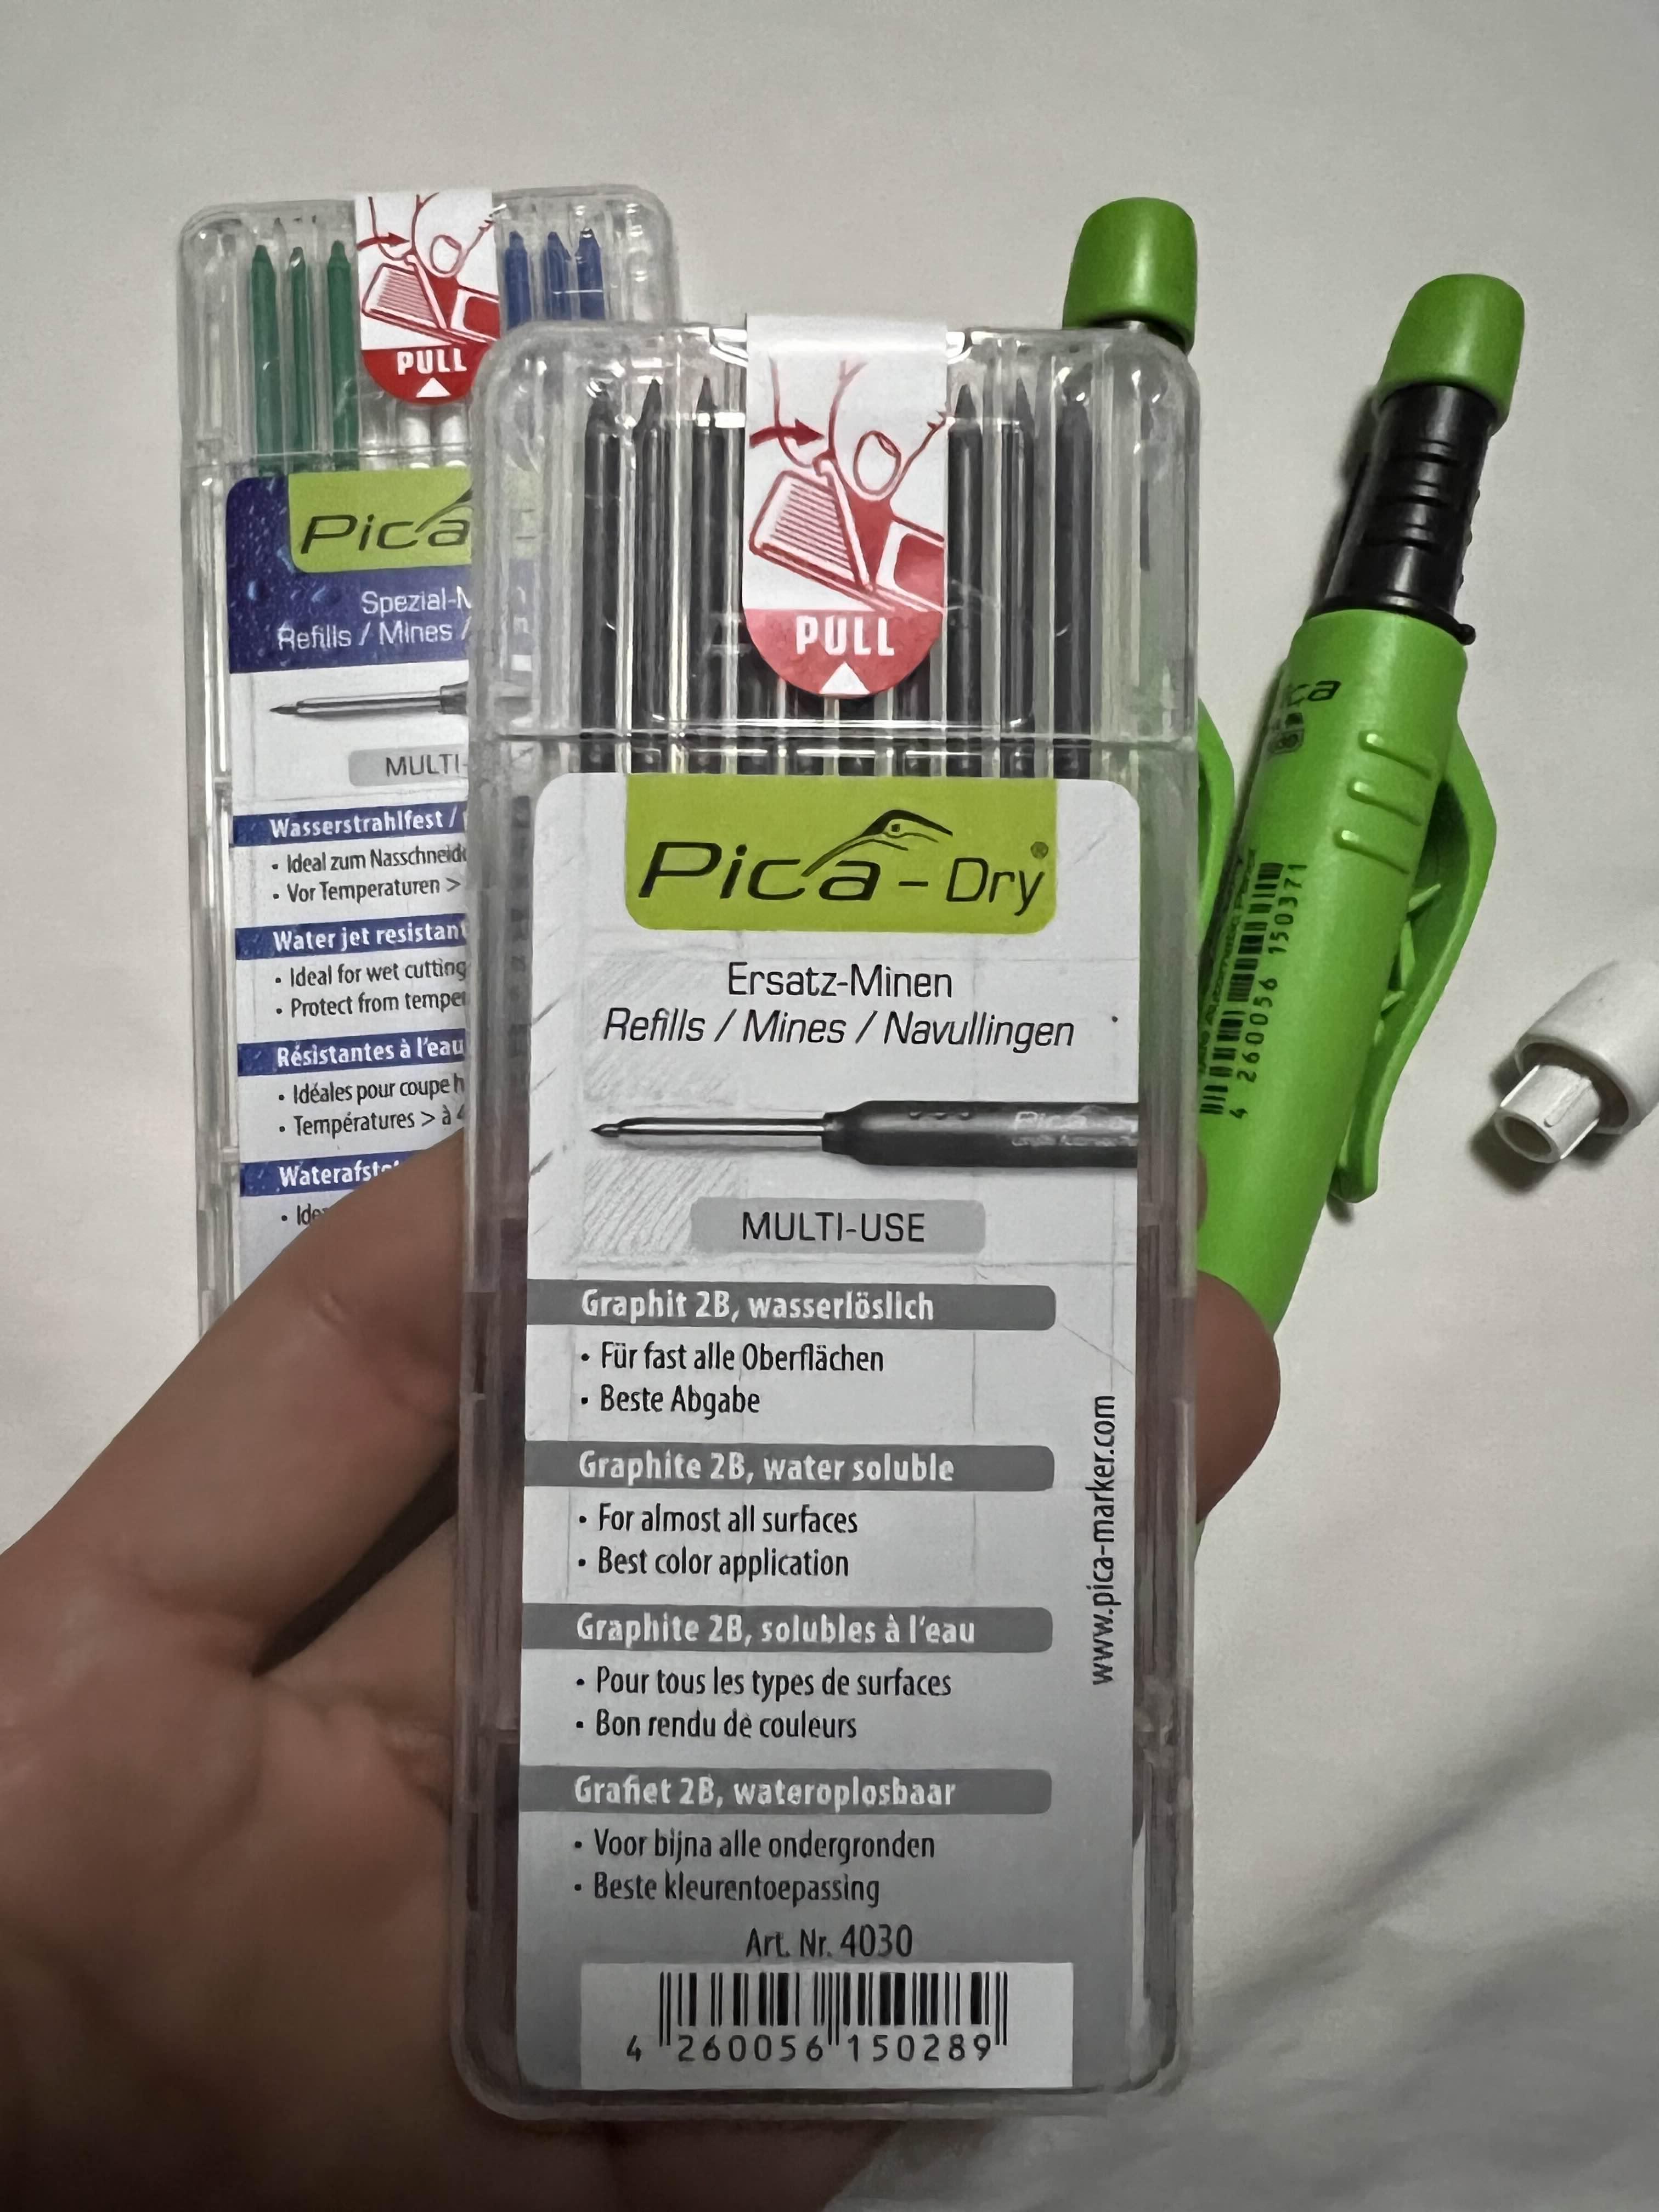 PULL
Pica
Refills / Mines /
MULTI-
Wasserstrahlfest /
• Ideal zum
• Vor Temperaturen >
Water jet resistant
• Ideal for wet cutting
• Protect from
Résistantes à l'eau
• Idéales pour coupe
• Températures > à
PULL
Pica-Dry®
Ersatz-Minen
Refills / Mines / Navullingen
Pica
MULTI-USE
Graphit 2B, wasserlöslich
• Für fast alle Oberflächen
• Beste Abgabe
Graphite 2B, water soluble
• For almost all surfaces
• Best color application
Graphite 2B, solubles à l'eau
• Pour tous les types de surfaces
• Bon rendu de couleurs
Grafiet 2B, wateroplosbaar
• Voor bijna alle ondergronden
• Beste kleurentoepassing
www.pica-marker.com
Art. Nr. 4030
4 260056 150289
4 260056 150371